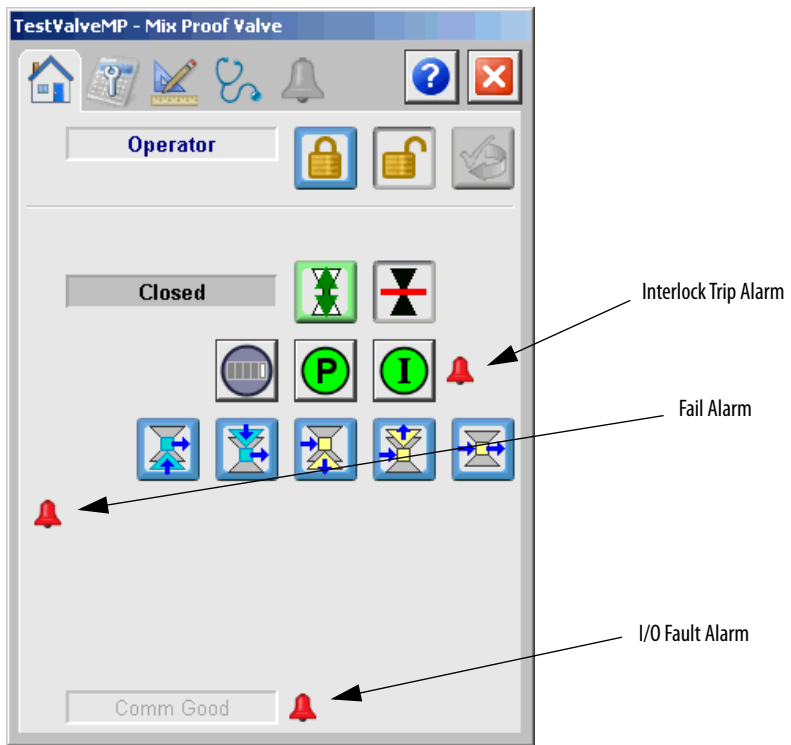 TestValveMP - Mix Proof Valve
?
Operator
Closed
Interlock Trip Alarm
P
I
Fail Alarm
I/O Fault Alarm
Comm Good